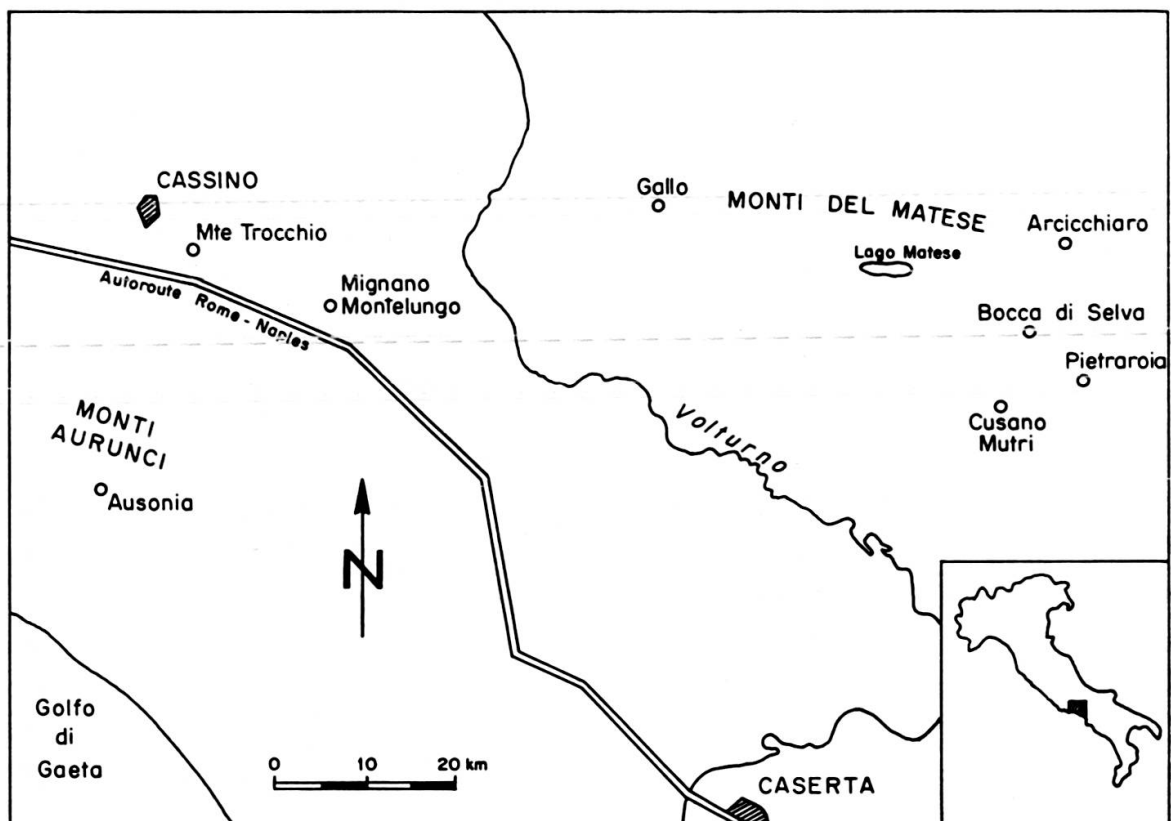 CASSINO
Mte Trocchio
Autoroute Rome - Naples
Mignano
Montelungo
Gallo
MONTI DEL MATESE
Lago Matese
Arcicchiaro
Bocca di Selva
Pietraroia
Cusano
Mutri
Volturno
MONTI
AURUNCI
Ausonia
N
Golfo
di
Gaeta
0 10 20 km
CASERTA